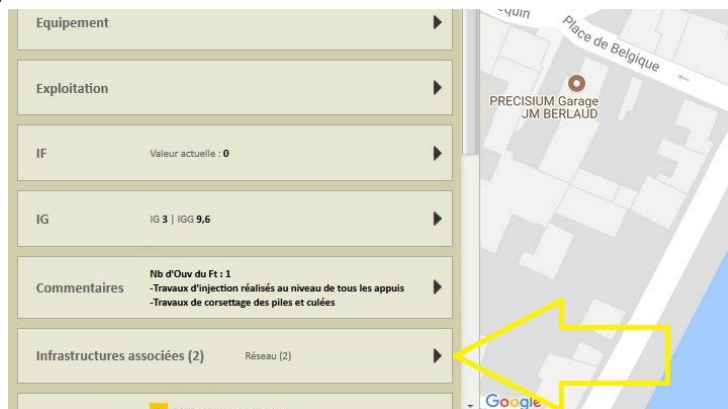 Equipement
Exploitation
IF Valeur actuelle : 0
IG IG 3 | IGG 9,6
Commentaires
Nb d'Ouv du Ft : 1
-Travaux d'injection réalisés au niveau de tous les appuis
-Travaux de corsettage des piles et culées
Infrastructures associées (2) Réseau (2)
quin
Place de Belgique
PRECISIUM Garage
JM BERLAUD
Google